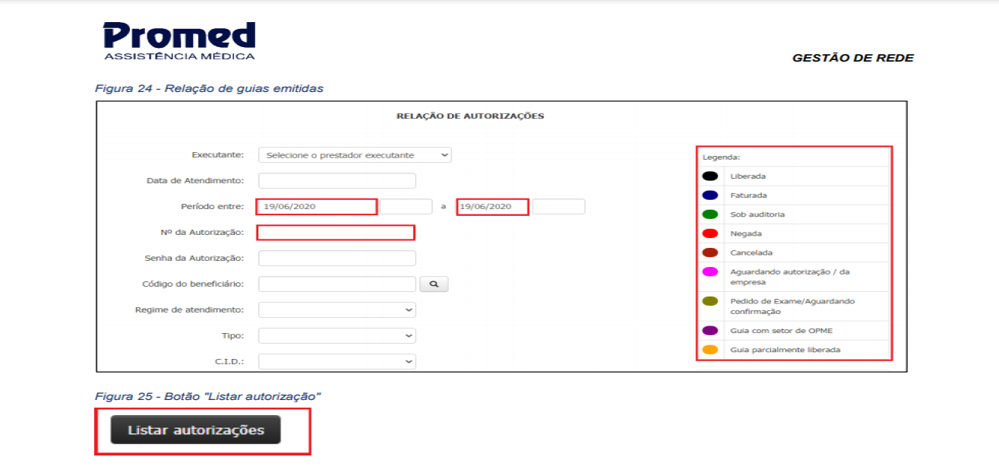 Promed
ASSISTÊNCIA MÉDICA
GESTÃO DE REDE
Figura 24 - Relação de guias emitidas
RELAÇÃO DE AUTORIZAÇÕES
Executante: Selecione o prestador executante
Data de Atendimento:
Período entre: 19/06/2020 a 19/06/2020
Nº da Autorização:
Senha da Autorização:
Código do beneficiário:
Regime de atendimento:
Tipo:
C.I.D.:
Legenda:
Liberada
Faturada
Sob auditoria
Negada
Cancelada
Aguardando autorização / da
empresa
Pedido de Exame/Aguardando
confirmação
Guia com setor de OPME
Guia parcialmente liberada
Figura 25 - Botão "Listar autorização"
Listar autorizações